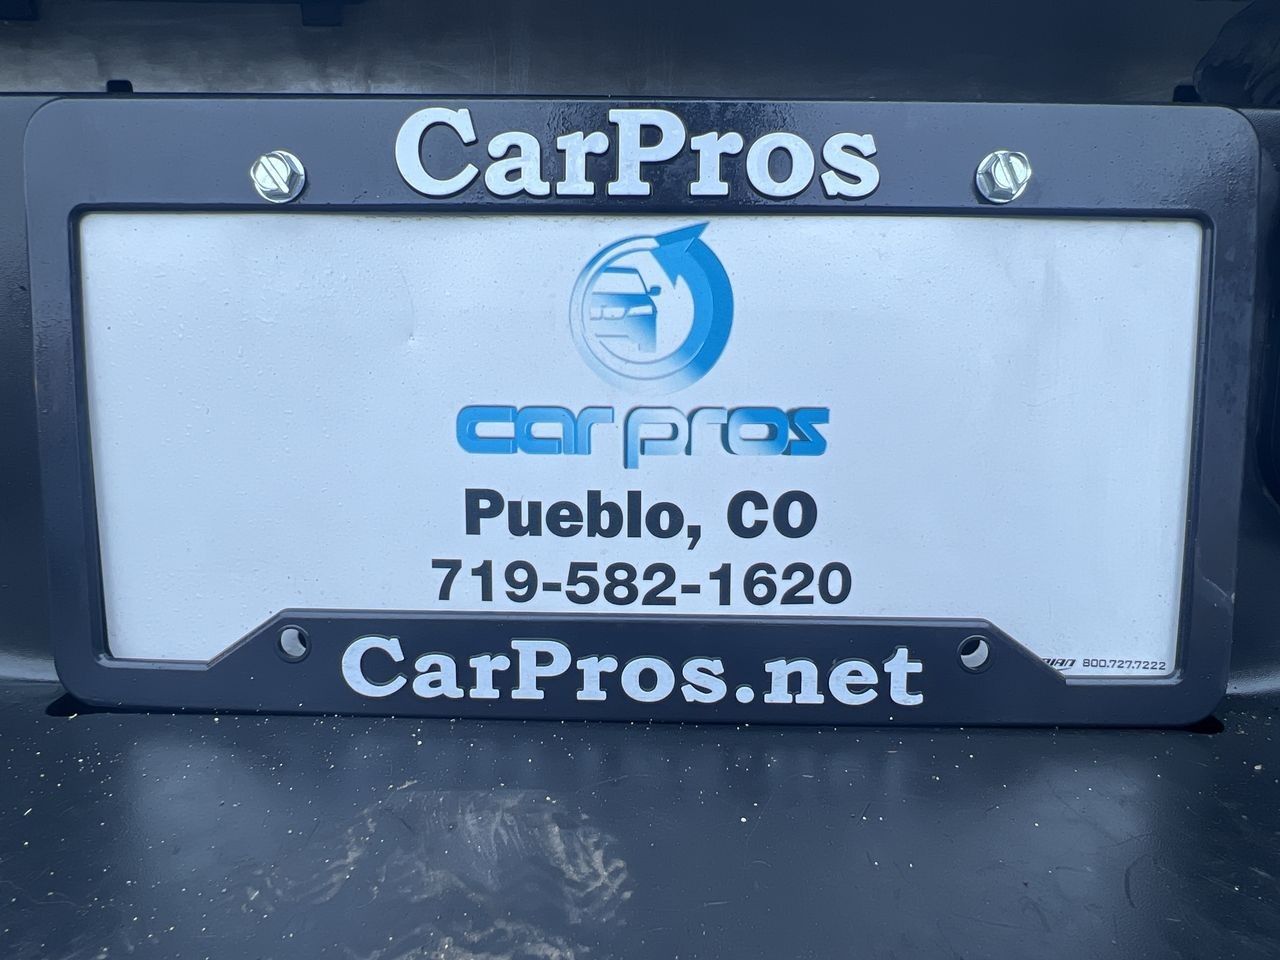 CarPros
car pros
Pueblo, CO
719-582-1620
CarPros.net
800.727.7222